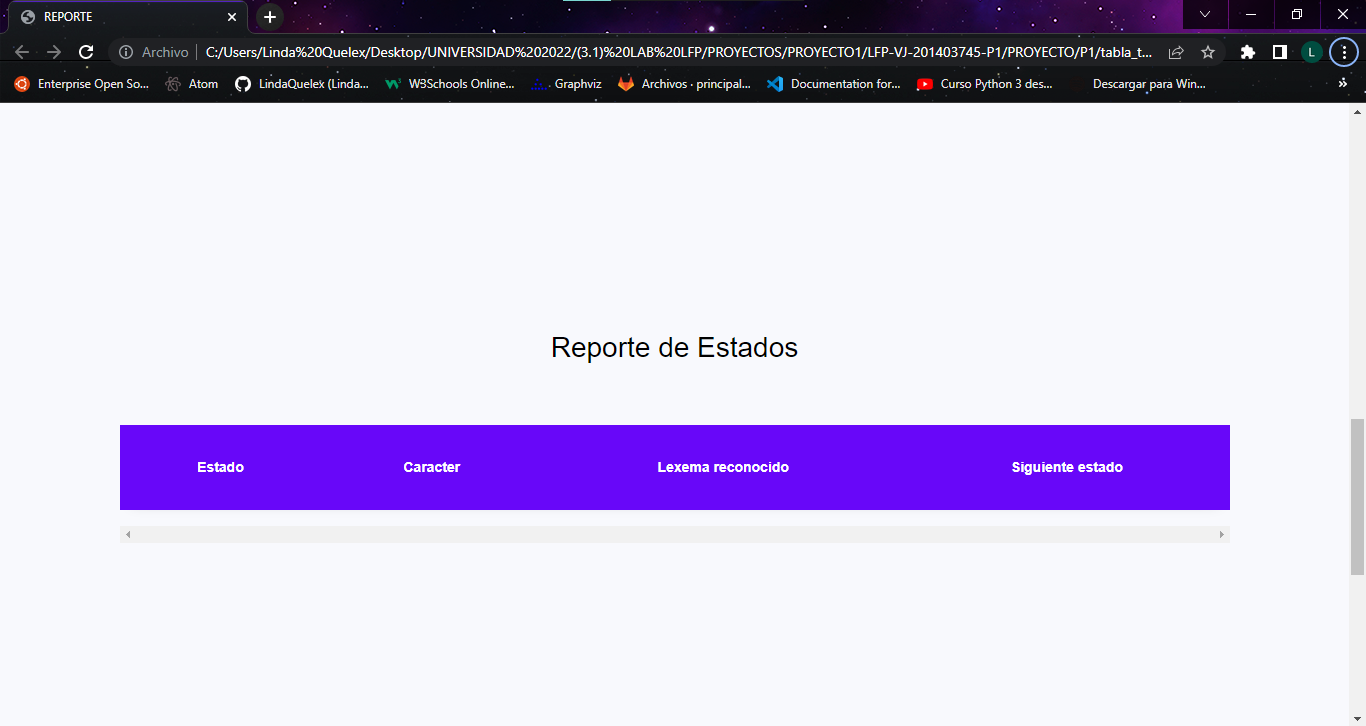 REPORTE
Archivo C:/Users/Linda%20Quelex/Desktop/UNIVERSIDAD%202022/(3.1)%20LAB%20LFP/PROYECTOS/PROYECTO1/LFP-VJ-201403745-P1/PROYECTO/P1/tabla_t... L
Enterprise Open So... Atom LindaQuelex (Linda... W3Schools Online... Graphviz Archivos · principal... Documentation for... Curso Python 3 des... Descargar para Win... »
Reporte de Estados
Estado Caracter Lexema reconocido Siguiente estado